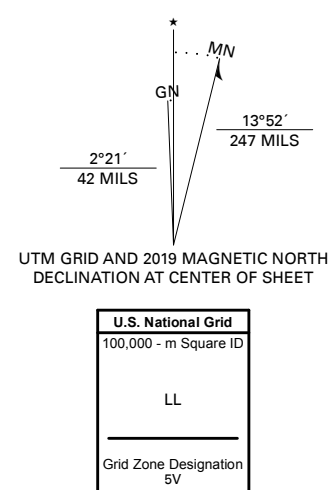 ★
MN
GN
13°52´
247 MILS
2°21´
42 MILS
UTM GRID AND 2019 MAGNETIC NORTH
DECLINATION AT CENTER OF SHEET
U.S. National Grid
100,000 - m Square ID
LL
Grid Zone Designation
5V